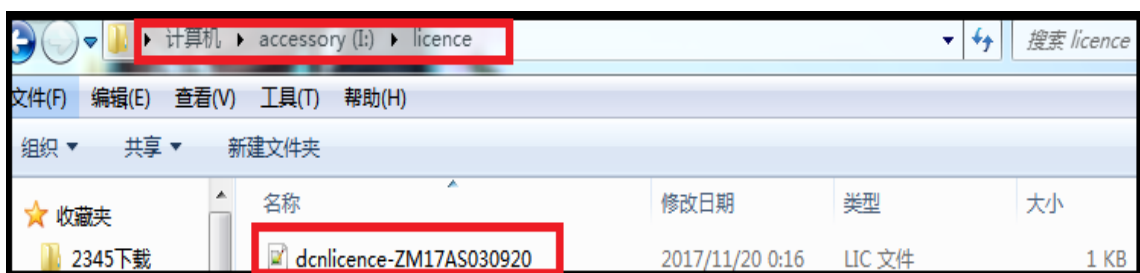 计算机 accessory (I:) licence 搜索 licence
文件(F) 编辑(E) 查看(V) 工具(T) 帮助(H)
组织 共享 新建文件夹
收藏夹 名称 修改日期 类型 大小
2345下载 dcnlicence-ZM17AS030920 2017/11/20 0:16 LIC 文件 1 KB